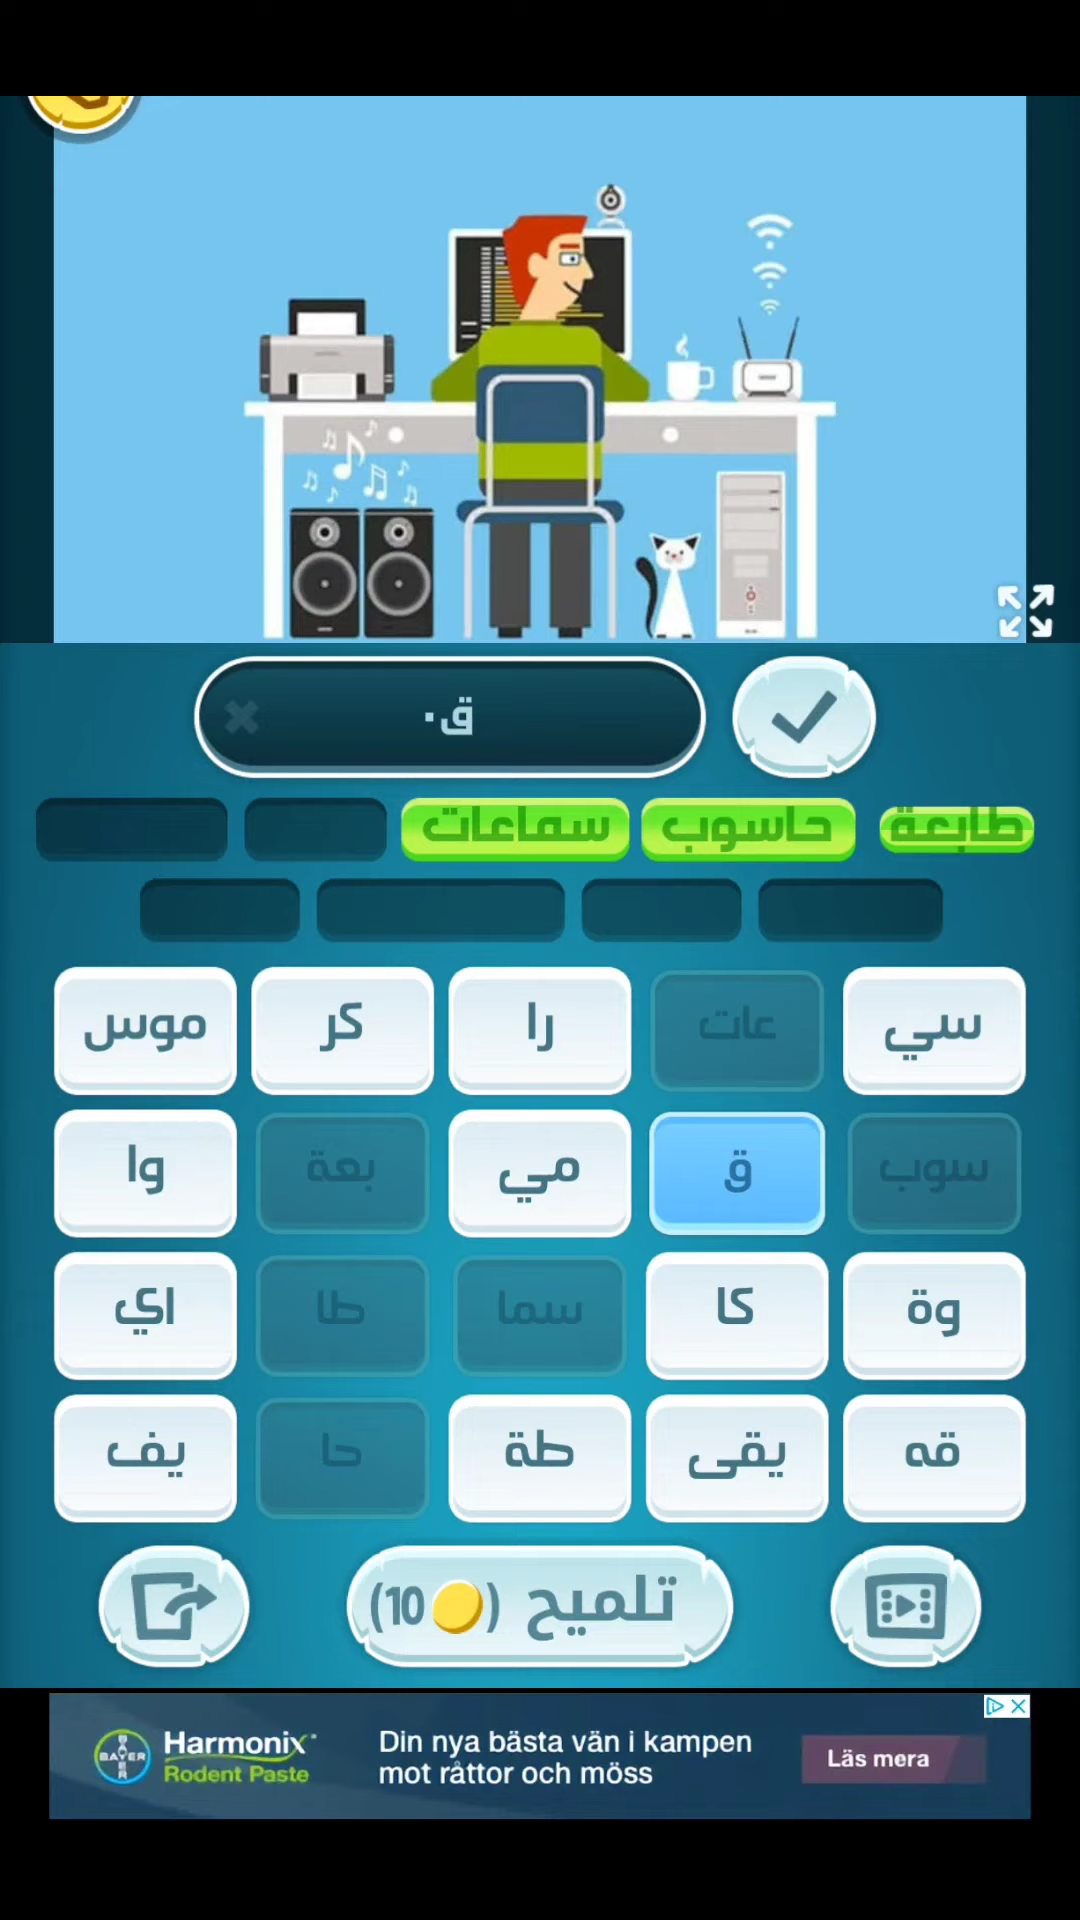 ق٠
طابعة حاسوب سماعات
سي عات را كر موس
سوب ق مي بعة وا
وة كا سما طا اي
قه يقى طة حا يف
تلميح (10)
BAYER Harmonix Din nya bästa vän i kampen Läs mera
Rodent Paste mot råttor och möss